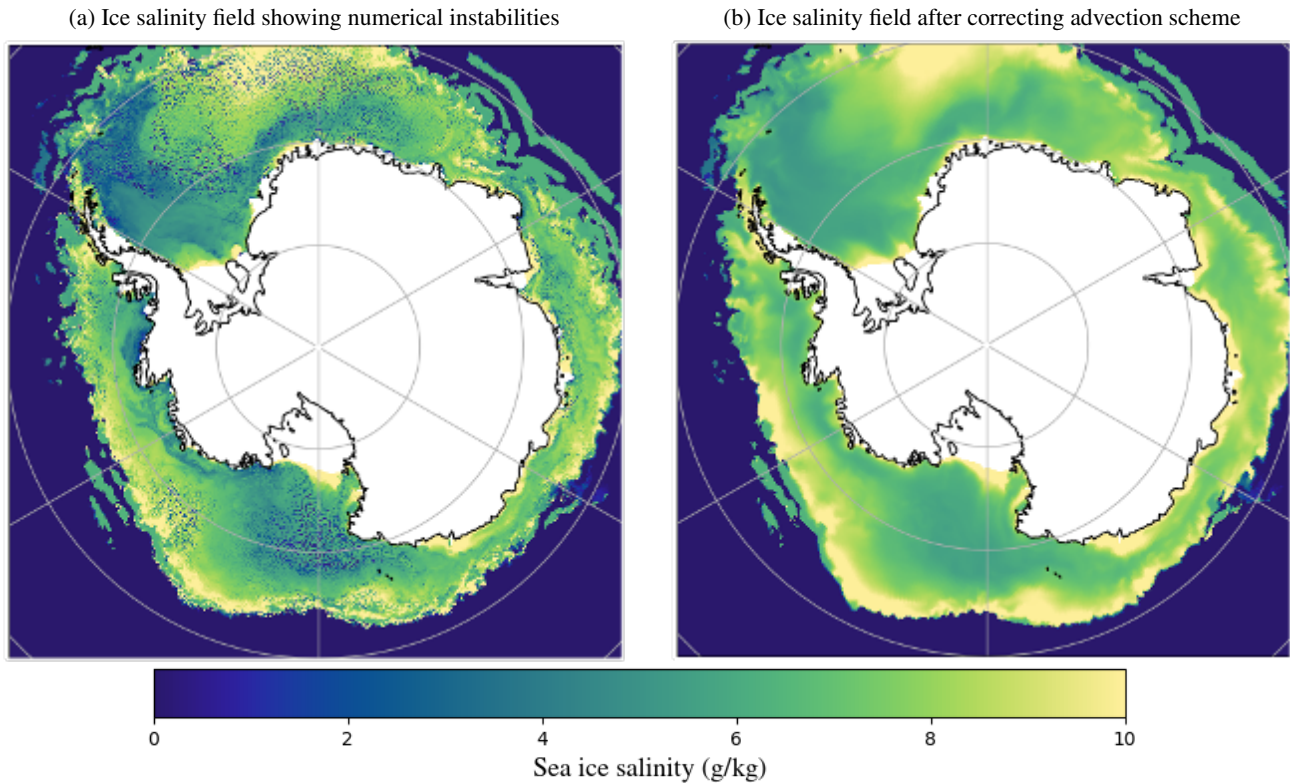 (a) Ice salinity field showing numerical instabilities
(b) Ice salinity field after correcting advection scheme
0 2 4 6 8 10
Sea ice salinity (g/kg)